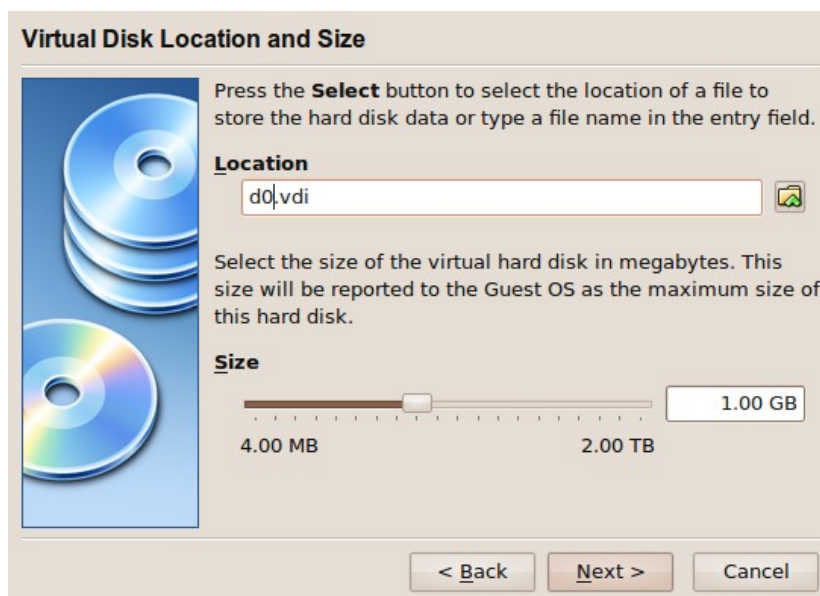 Virtual Disk Location and Size
Press the Select button to select the location of a file to
store the hard disk data or type a file name in the entry field.
Location
d0.vdi
Select the size of the virtual hard disk in megabytes. This
size will be reported to the Guest OS as the maximum size of
this hard disk.
Size
1.00 GB
4.00 MB 2.00 TB
< Back Next > Cancel